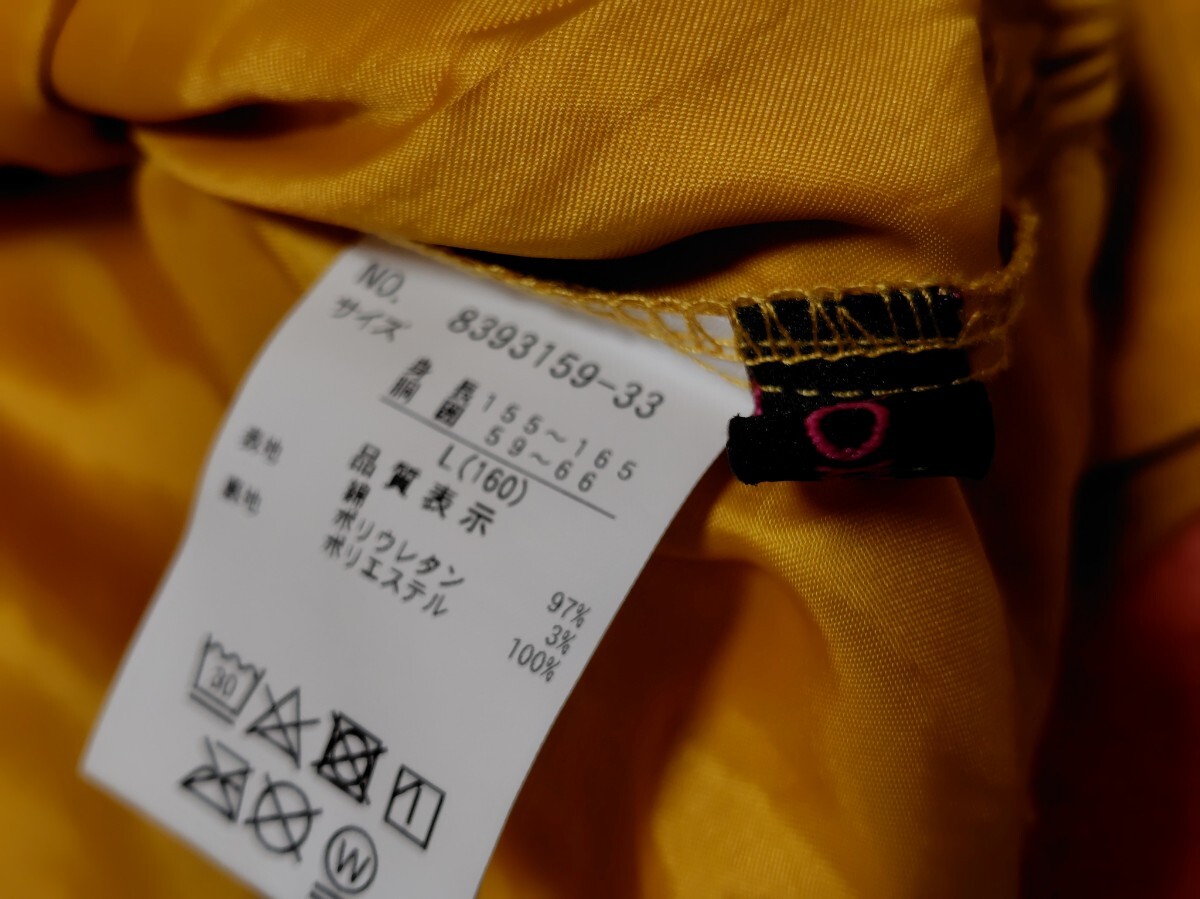 NO. 8393159-33
サイズ
身長 155～165
胴囲 59～66
L(160)
品質表示
表地 綿 97%
ポリウレタン 3%
裏地 ポリエステル 100%
30
W